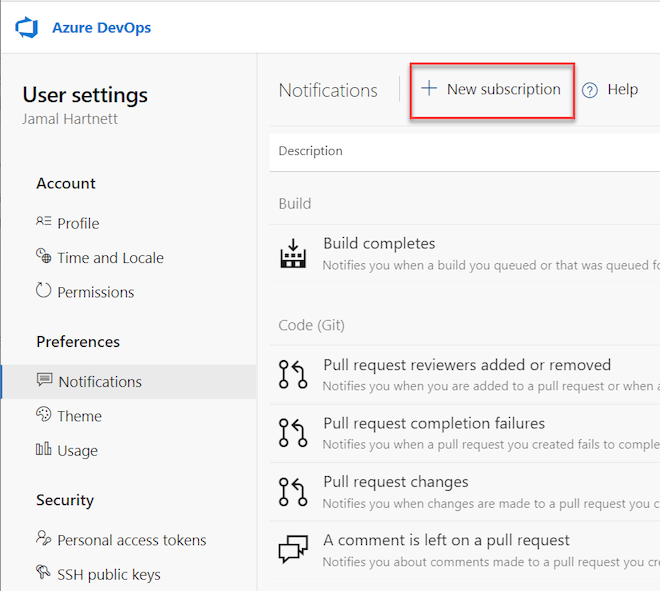 Azure DevOps
User settings
Jamal Hartnett
Account
Profile
Time and Locale
Permissions
Preferences
Notifications
Theme
Usage
Security
Personal access tokens
SSH public keys
Notifications
New subscription
Help
Description
Build
Build completes
Notifies you when a build you queued or that was queued fo
Code (Git)
Pull request reviewers added or removed
Notifies you when you are added to a pull request or when a
Pull request completion failures
Notifies you when a pull request you created fails to comple
Pull request changes
Notifies you when changes are made to a pull request you c
A comment is left on a pull request
Notifies you about comments made to a pull request you cre